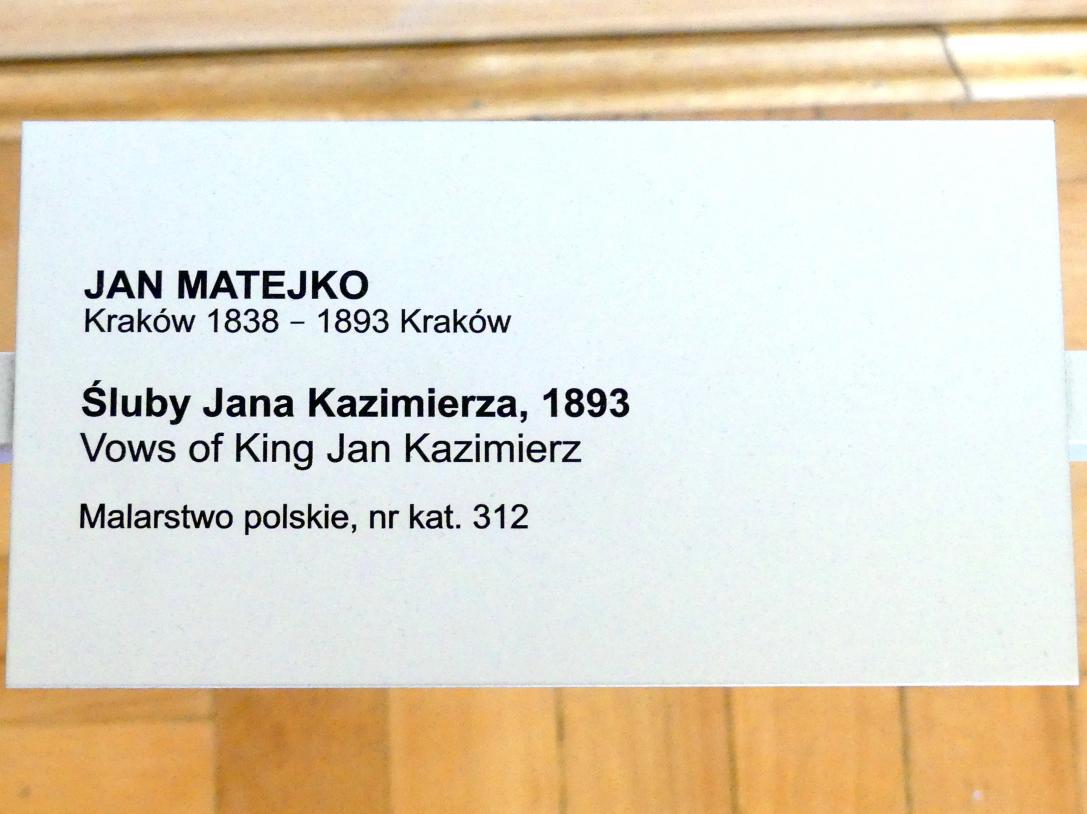 JAN MATEJKO
Kraków 1838 – 1893 Kraków
Śluby Jana Kazimierza, 1893
Vows of King Jan Kazimierz
Malarstwo polskie, nr kat. 312